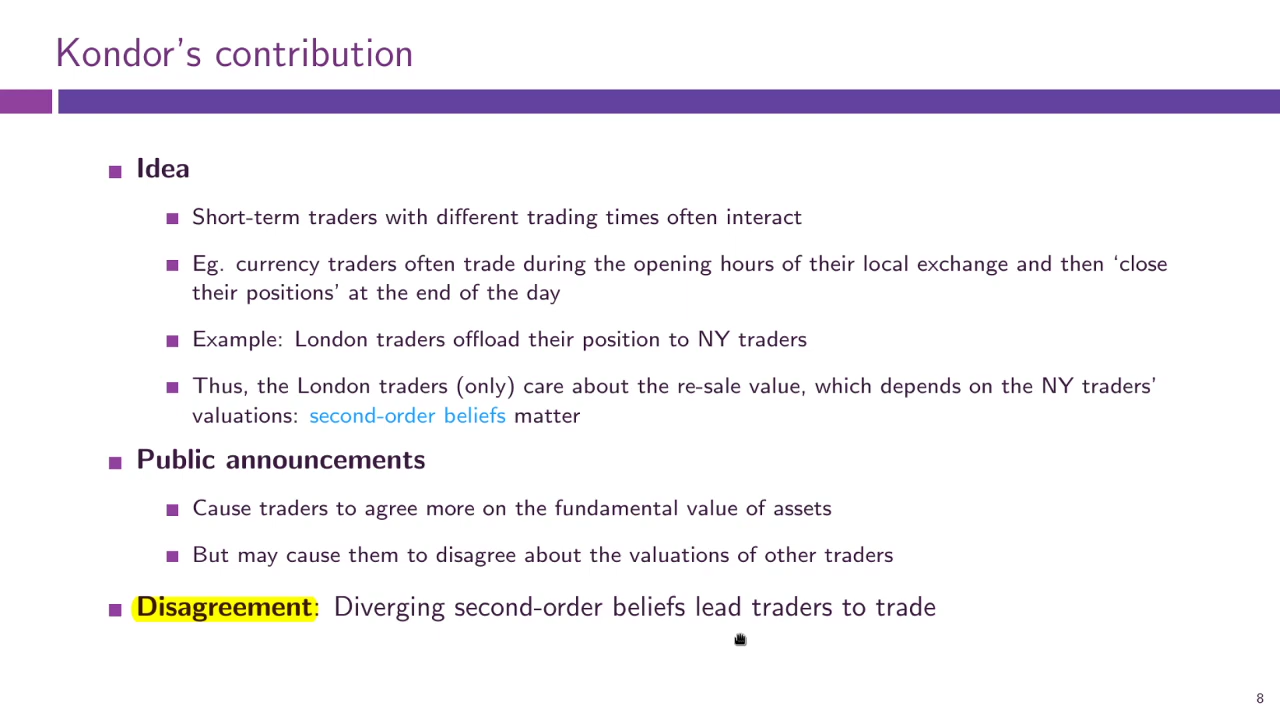 Kondor's contribution
Idea
Short-term traders with different trading times often interact
Eg. currency traders often trade during the opening hours of their local exchange and then ‘close
their positions’ at the end of the day
Example: London traders offload their position to NY traders
Thus, the London traders (only) care about the re-sale value, which depends on the NY traders’
valuations: second-order beliefs matter
Public announcements
Cause traders to agree more on the fundamental value of assets
But may cause them to disagree about the valuations of other traders
Disagreement: Diverging second-order beliefs lead traders to trade
8